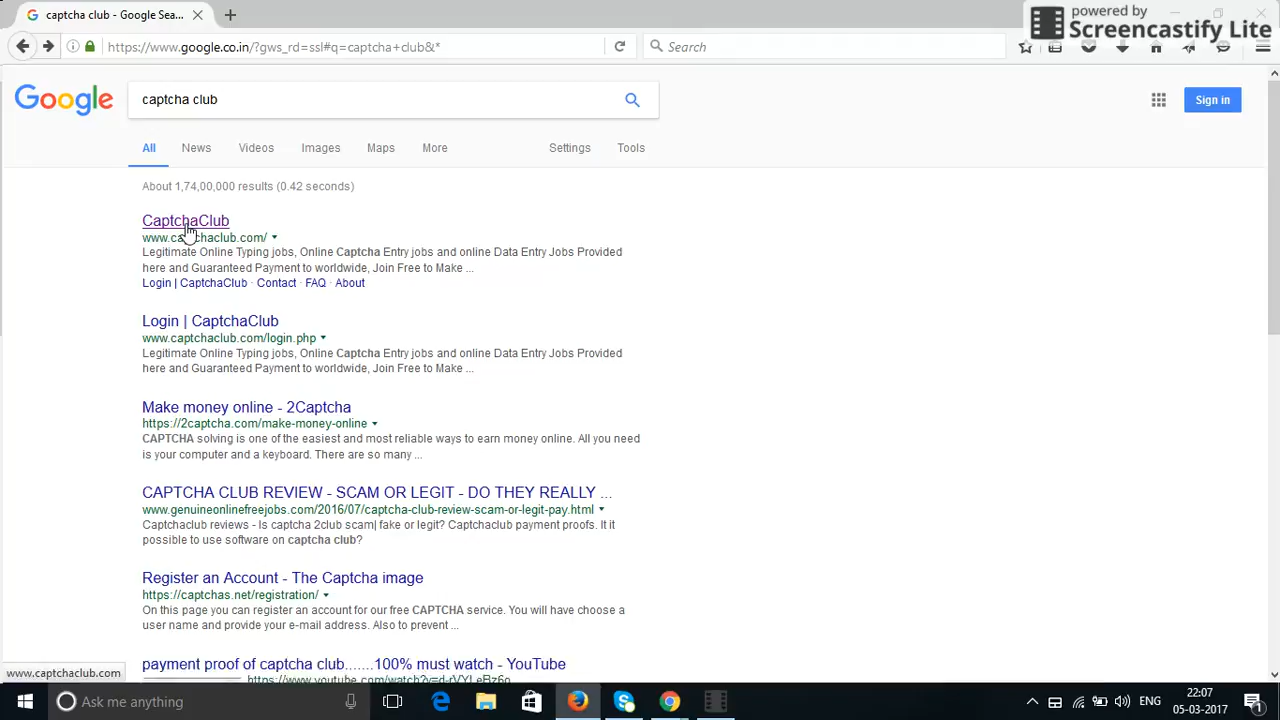 captcha club - Google Sea...
powered by
Screencastify Lite
https://www.google.co.in/?gws_rd=ssl#q=captcha+club&*
Search
Google
captcha club
Sign in
All News Videos Images Maps More Settings Tools
About 1,74,00,000 results (0.42 seconds)
CaptchaClub
www.captchaclub.com/
Legitimate Online Typing jobs, Online Captcha Entry jobs and online Data Entry Jobs Provided
here and Guaranteed Payment to worldwide, Join Free to Make ...
Login | CaptchaClub · Contact · FAQ · About
Login | CaptchaClub
www.captchaclub.com/login.php
Legitimate Online Typing jobs, Online Captcha Entry jobs and online Data Entry Jobs Provided
here and Guaranteed Payment to worldwide, Join Free to Make ...
Make money online - 2Captcha
https://2captcha.com/make-money-online
CAPTCHA solving is one of the easiest and most reliable ways to earn money online. All you need
is your computer and a keyboard. There are so many ...
CAPTCHA CLUB REVIEW - SCAM OR LEGIT - DO THEY REALLY ...
www.genuineonlinefreejobs.com/2016/07/captcha-club-review-scam-or-legit-pay.html
Captchaclub reviews - Is captcha 2club scam| fake or legit? Captchaclub payment proofs. It it
possible to use software on captcha club?
Register an Account - The Captcha image
https://captchas.net/registration/
On this page you can register an account for our free CAPTCHA service. You will have choose a
user name and provide your e-mail address. Also to prevent ...
payment proof of captcha club.......100% must watch - YouTube
www.captchaclub.com
Ask me anything
ENG
22:07
05-03-2017
1